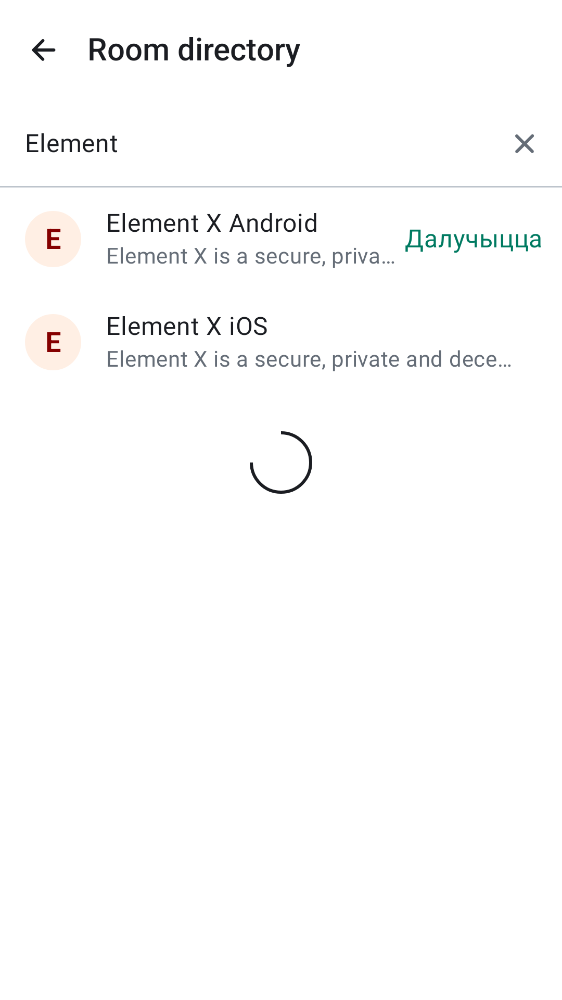 Room directory
Element
E
Element X Android
Element X is a secure, priva…
Далучыцца
E
Element X iOS
Element X is a secure, private and dece…